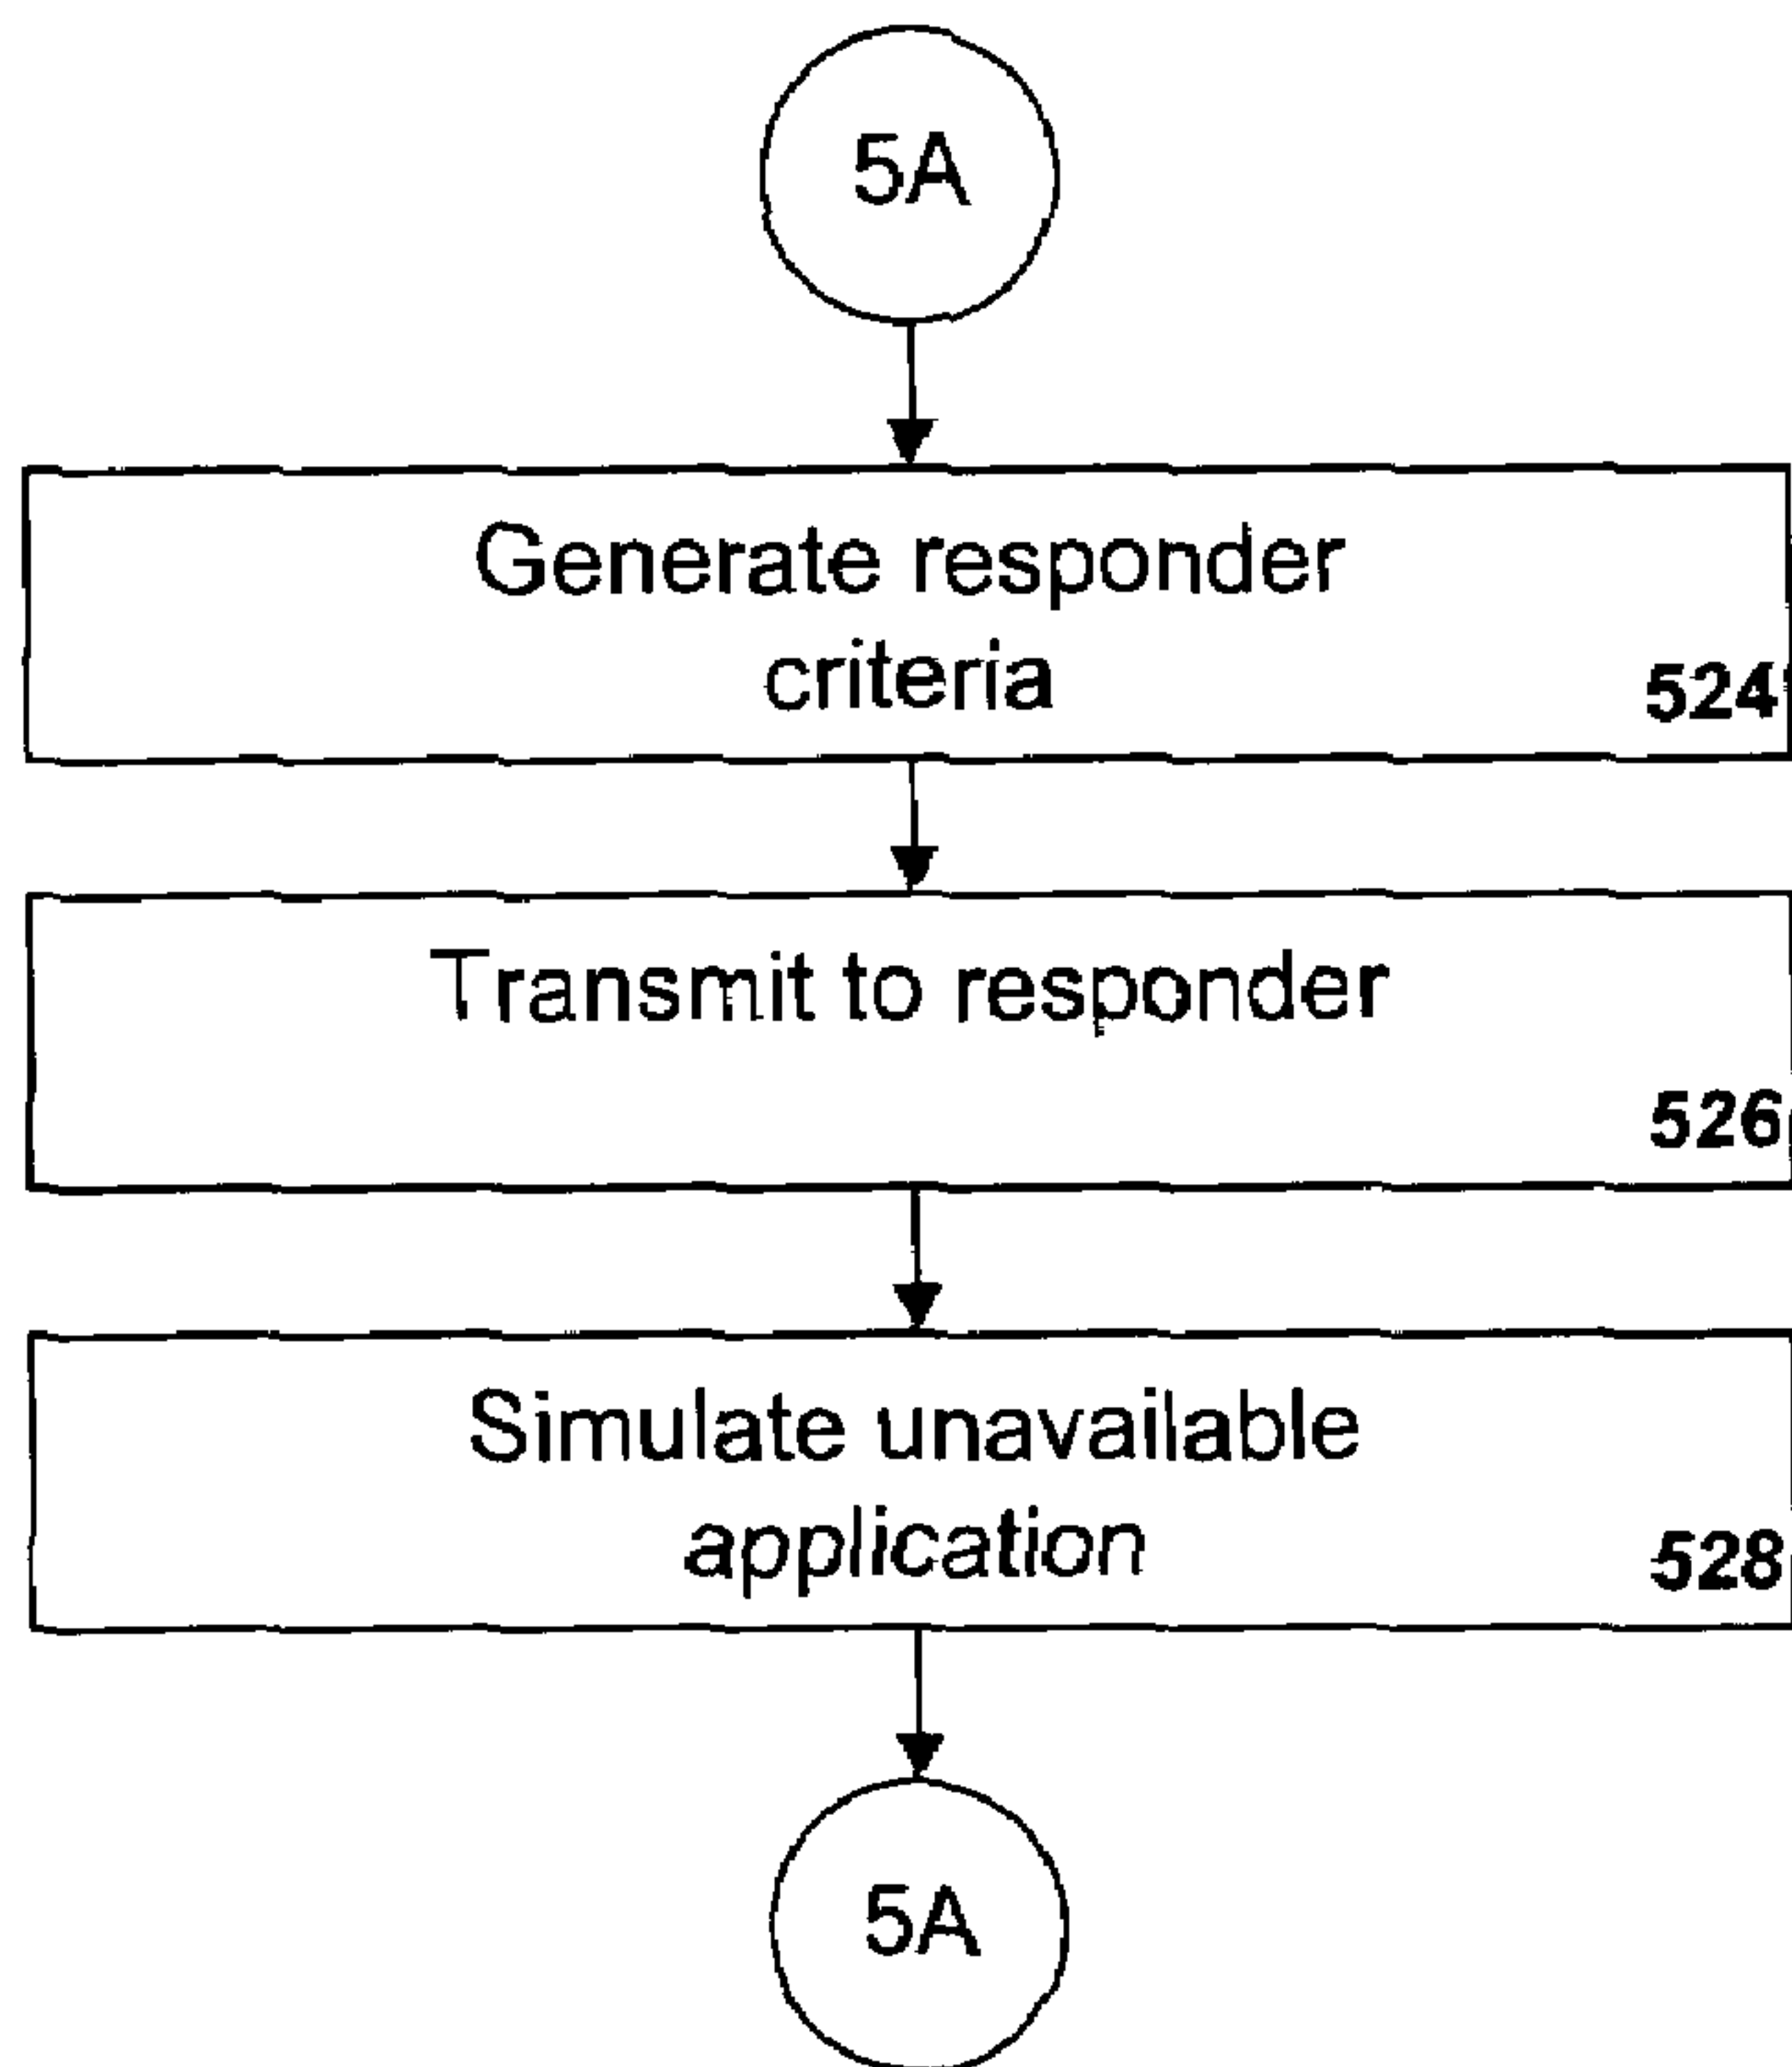 5A
Generate responder
criteria
524
Transmit to responder
526
Simulate unavailable
application
528
5A